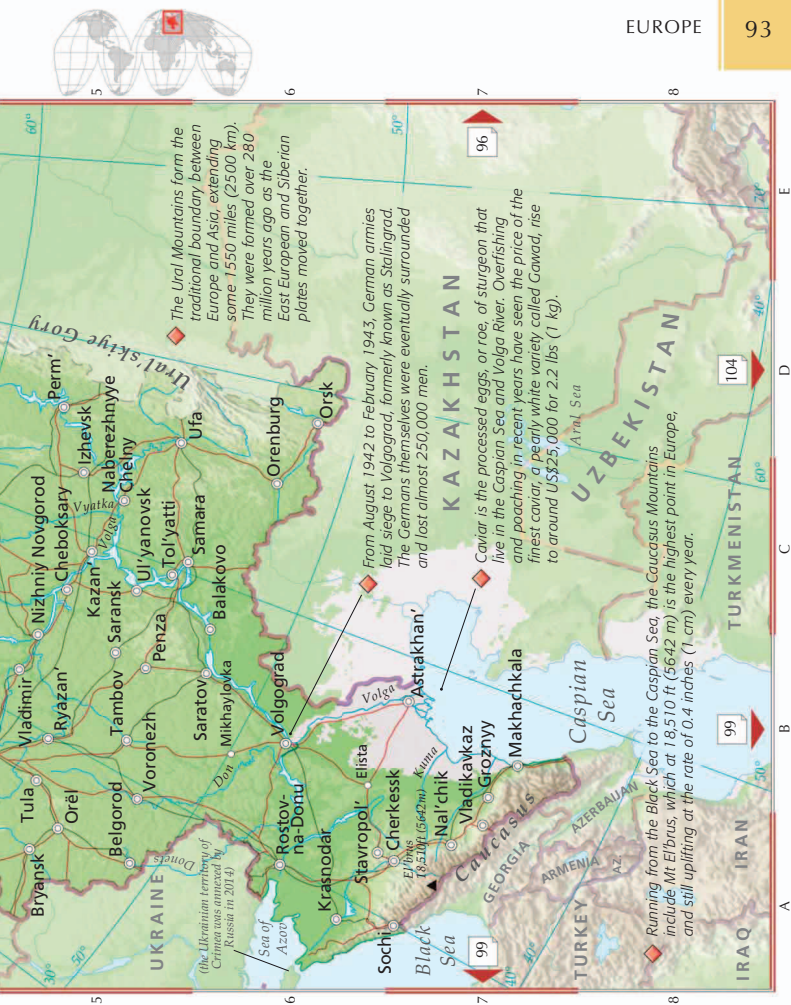 EUROPE 93
5
6
7
8
60°
50°
96
70°
The Ural Mountains form the
traditional boundary between
Europe and Asia, extending
some 1550 miles (2500 km).
They were formed over 280
million years ago as the
East European and Siberian
plates moved together.
From August 1942 to February 1943, German armies
laid siege to Volgograd, formerly known as Stalingrad.
The Germans themselves were eventually surrounded
and lost almost 250,000 men.
Caviar is the processed eggs, or roe, of sturgeon that
live in the Caspian Sea and Volga River. Overfishing
and poaching in recent years have seen the price of the
finest caviar, a pearly white variety called Gawad, rise
to around US$25,000 for 2.2 lbs (1 kg).
Running from the Black Sea to the Caspian Sea, the Caucasus Mountains
include Mt El'brus, which at 18,510 ft (5642 m) is the highest point in Europe,
and still uplifting at the rate of 0.4 inches (1 cm) every year.
Ural'skiye Gory
Perm'
Izhevsk
Naberezhnyye
Chelny
Ufa
Orenburg
Orsk
Nizhniy Novgorod
Cheboksary
Vyatka
Kazan'
Volga
Ul'yanovsk
Tol'yatti
Samara
Saransk
Penza
Balakovo
Vladimir
Ryazan'
Tambov
Saratov
Mikhaylovka
Volgograd
Volga
Astrakhan'
Tula
Orël
Voronezh
Don
Elista
Kuma
Makhachkala
Bryansk
Belgorod
Donets
Rostov-
na-Donu
Stavropol'
Cherkessk
Nal'chik
Vladikavkaz
Groznyy
Krasnodar
El'brus
18,510ft (5642m)
Sochi
Caucasus
UKRAINE
(the Ukrainian territory of
Crimea was annexed by
Russia in 2014)
Sea of
Azov
Black
Sea
Caspian
Sea
Aral Sea
KAZAKHSTAN
UZBEKISTAN
TURKMENISTAN
GEORGIA
AZERBAIJAN
ARMENIA
AZ.
TURKEY
IRAQ
IRAN
30°
50°
40°
40°
50°
60°
40°
99
99
104
5
6
7
8
A
B
C
D
E